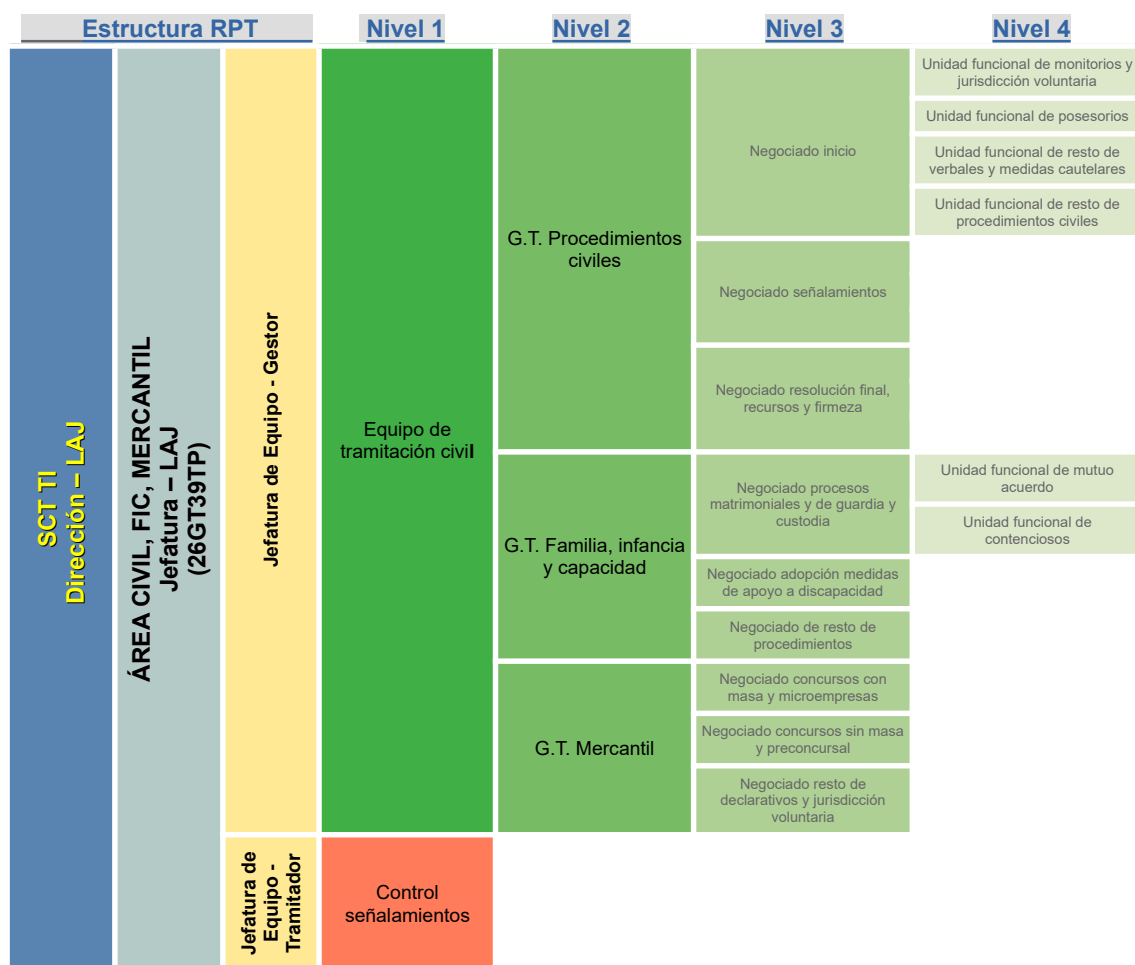 Estructura RPT
Nivel 1
Nivel 2
Nivel 3
Nivel 4
SCT TI
Dirección – LAJ
ÁREA CIVIL, FIC, MERCANTIL
Jefatura – LAJ
(26GT39TP)
Jefatura de Equipo - Gestor
Equipo de
tramitación civil
G.T. Procedimientos
civiles
Negociado inicio
Unidad funcional de monitorios y
jurisdicción voluntaria
Unidad funcional de posesorios
Unidad funcional de resto de
verbales y medidas cautelares
Unidad funcional de resto de
procedimientos civiles
Negociado señalamientos
Negociado resolución final,
recursos y firmeza
G.T. Familia, infancia
y capacidad
Negociado procesos
matrimoniales y de guardia y
custodia
Unidad funcional de mutuo
acuerdo
Unidad funcional de
contenciosos
Negociado adopción medidas
de apoyo a discapacidad
Negociado de resto de
procedimientos
G.T. Mercantil
Negociado concursos con
masa y microempresas
Negociado concursos sin masa
y preconcursal
Negociado resto de
declarativos y jurisdicción
voluntaria
Jefatura de
Equipo -
Tramitador
Control
señalamientos